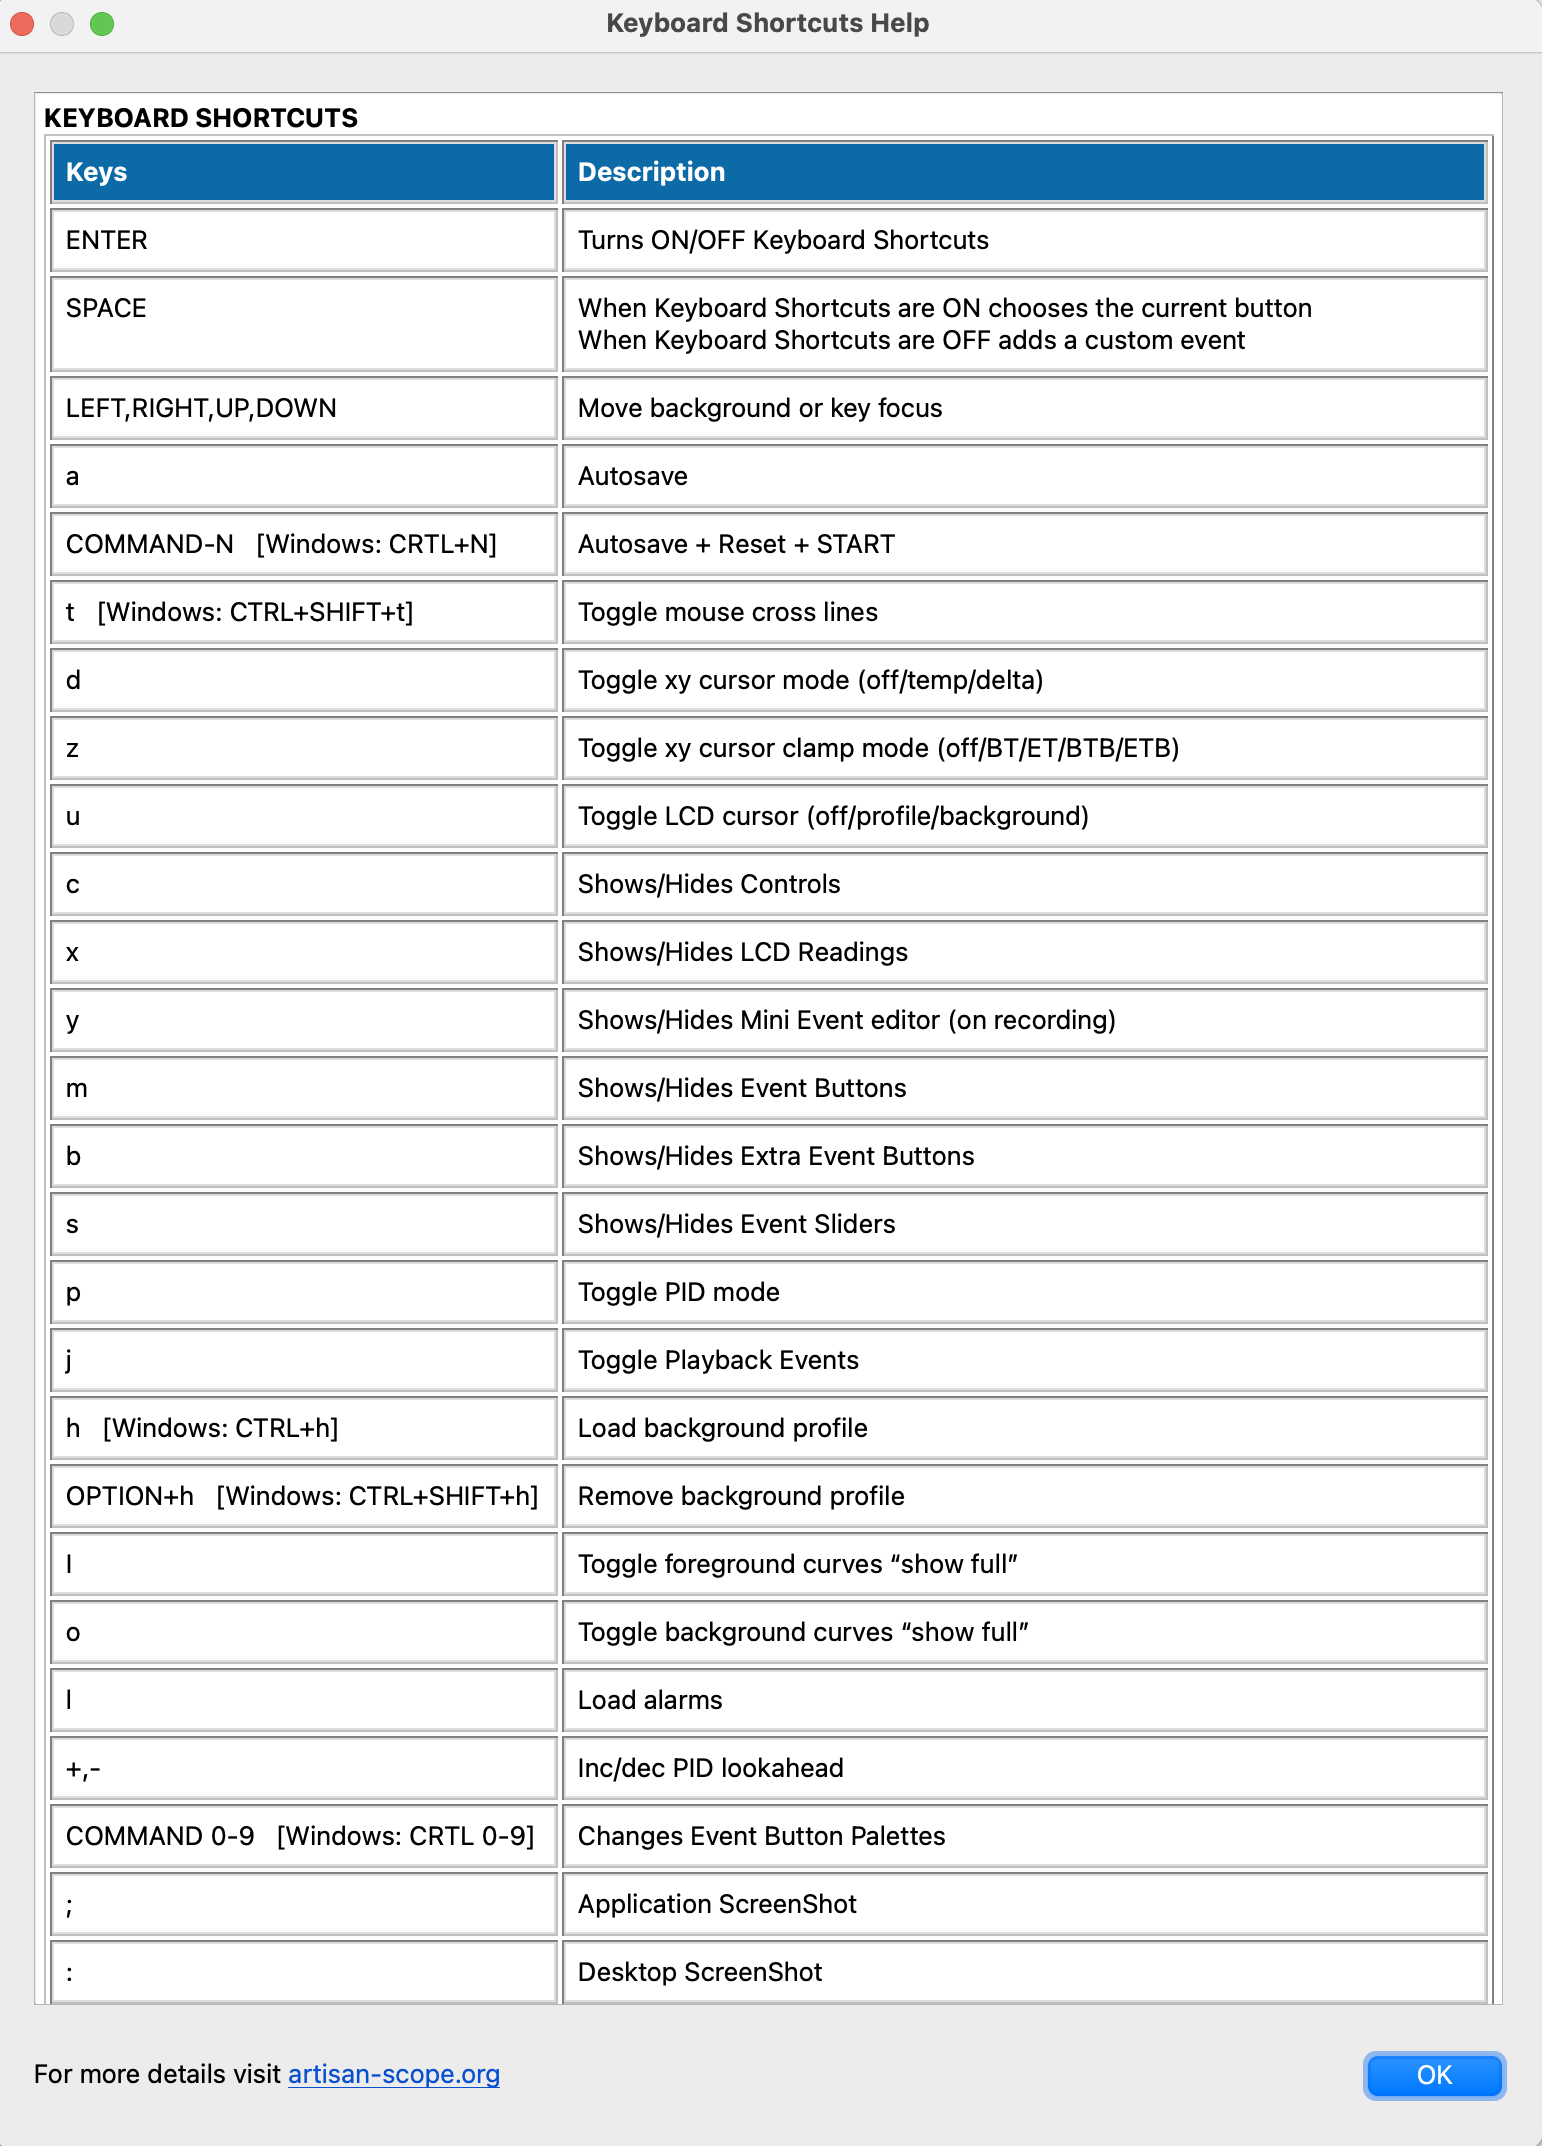 Keyboard Shortcuts Help
KEYBOARD SHORTCUTS
Keys Description
ENTER Turns ON/OFF Keyboard Shortcuts
SPACE When Keyboard Shortcuts are ON chooses the current button
When Keyboard Shortcuts are OFF adds a custom event
LEFT,RIGHT,UP,DOWN Move background or key focus
a Autosave
COMMAND-N [Windows: CRTL+N] Autosave + Reset + START
t [Windows: CTRL+SHIFT+t] Toggle mouse cross lines
d Toggle xy cursor mode (off/temp/delta)
z Toggle xy cursor clamp mode (off/BT/ET/BTB/ETB)
u Toggle LCD cursor (off/profile/background)
c Shows/Hides Controls
x Shows/Hides LCD Readings
y Shows/Hides Mini Event editor (on recording)
m Shows/Hides Event Buttons
b Shows/Hides Extra Event Buttons
s Shows/Hides Event Sliders
p Toggle PID mode
j Toggle Playback Events
h [Windows: CTRL+h] Load background profile
OPTION+h [Windows: CTRL+SHIFT+h] Remove background profile
I Toggle foreground curves “show full”
o Toggle background curves “show full”
l Load alarms
+,- Inc/dec PID lookahead
COMMAND 0-9 [Windows: CRTL 0-9] Changes Event Button Palettes
; Application ScreenShot
: Desktop ScreenShot
For more details visit artisan-scope.org
OK